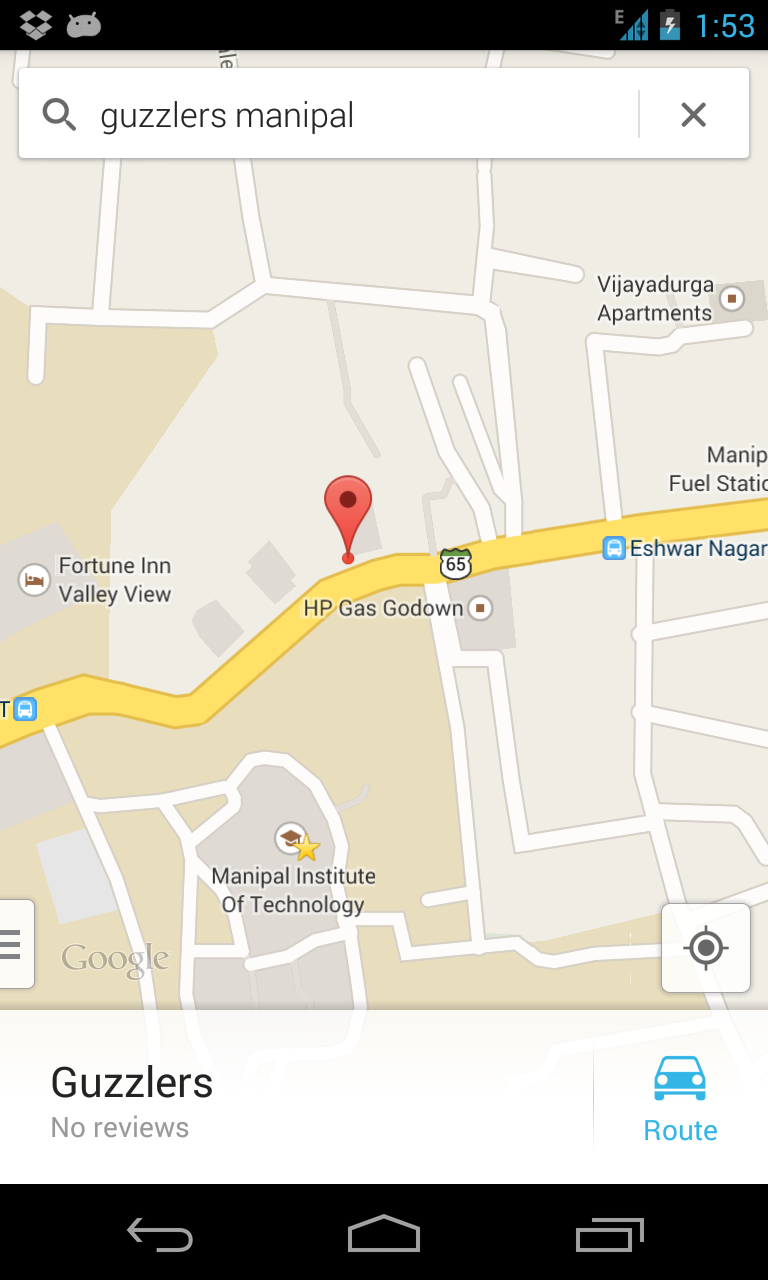 E
1:53
guzzlers manipal
Vijayadurga
Apartments
Manip
Fuel Static
Fortune Inn
Valley View
65
Eshwar Nagar
HP Gas Godown
T
Manipal Institute
Of Technology
Google
Guzzlers
No reviews
Route